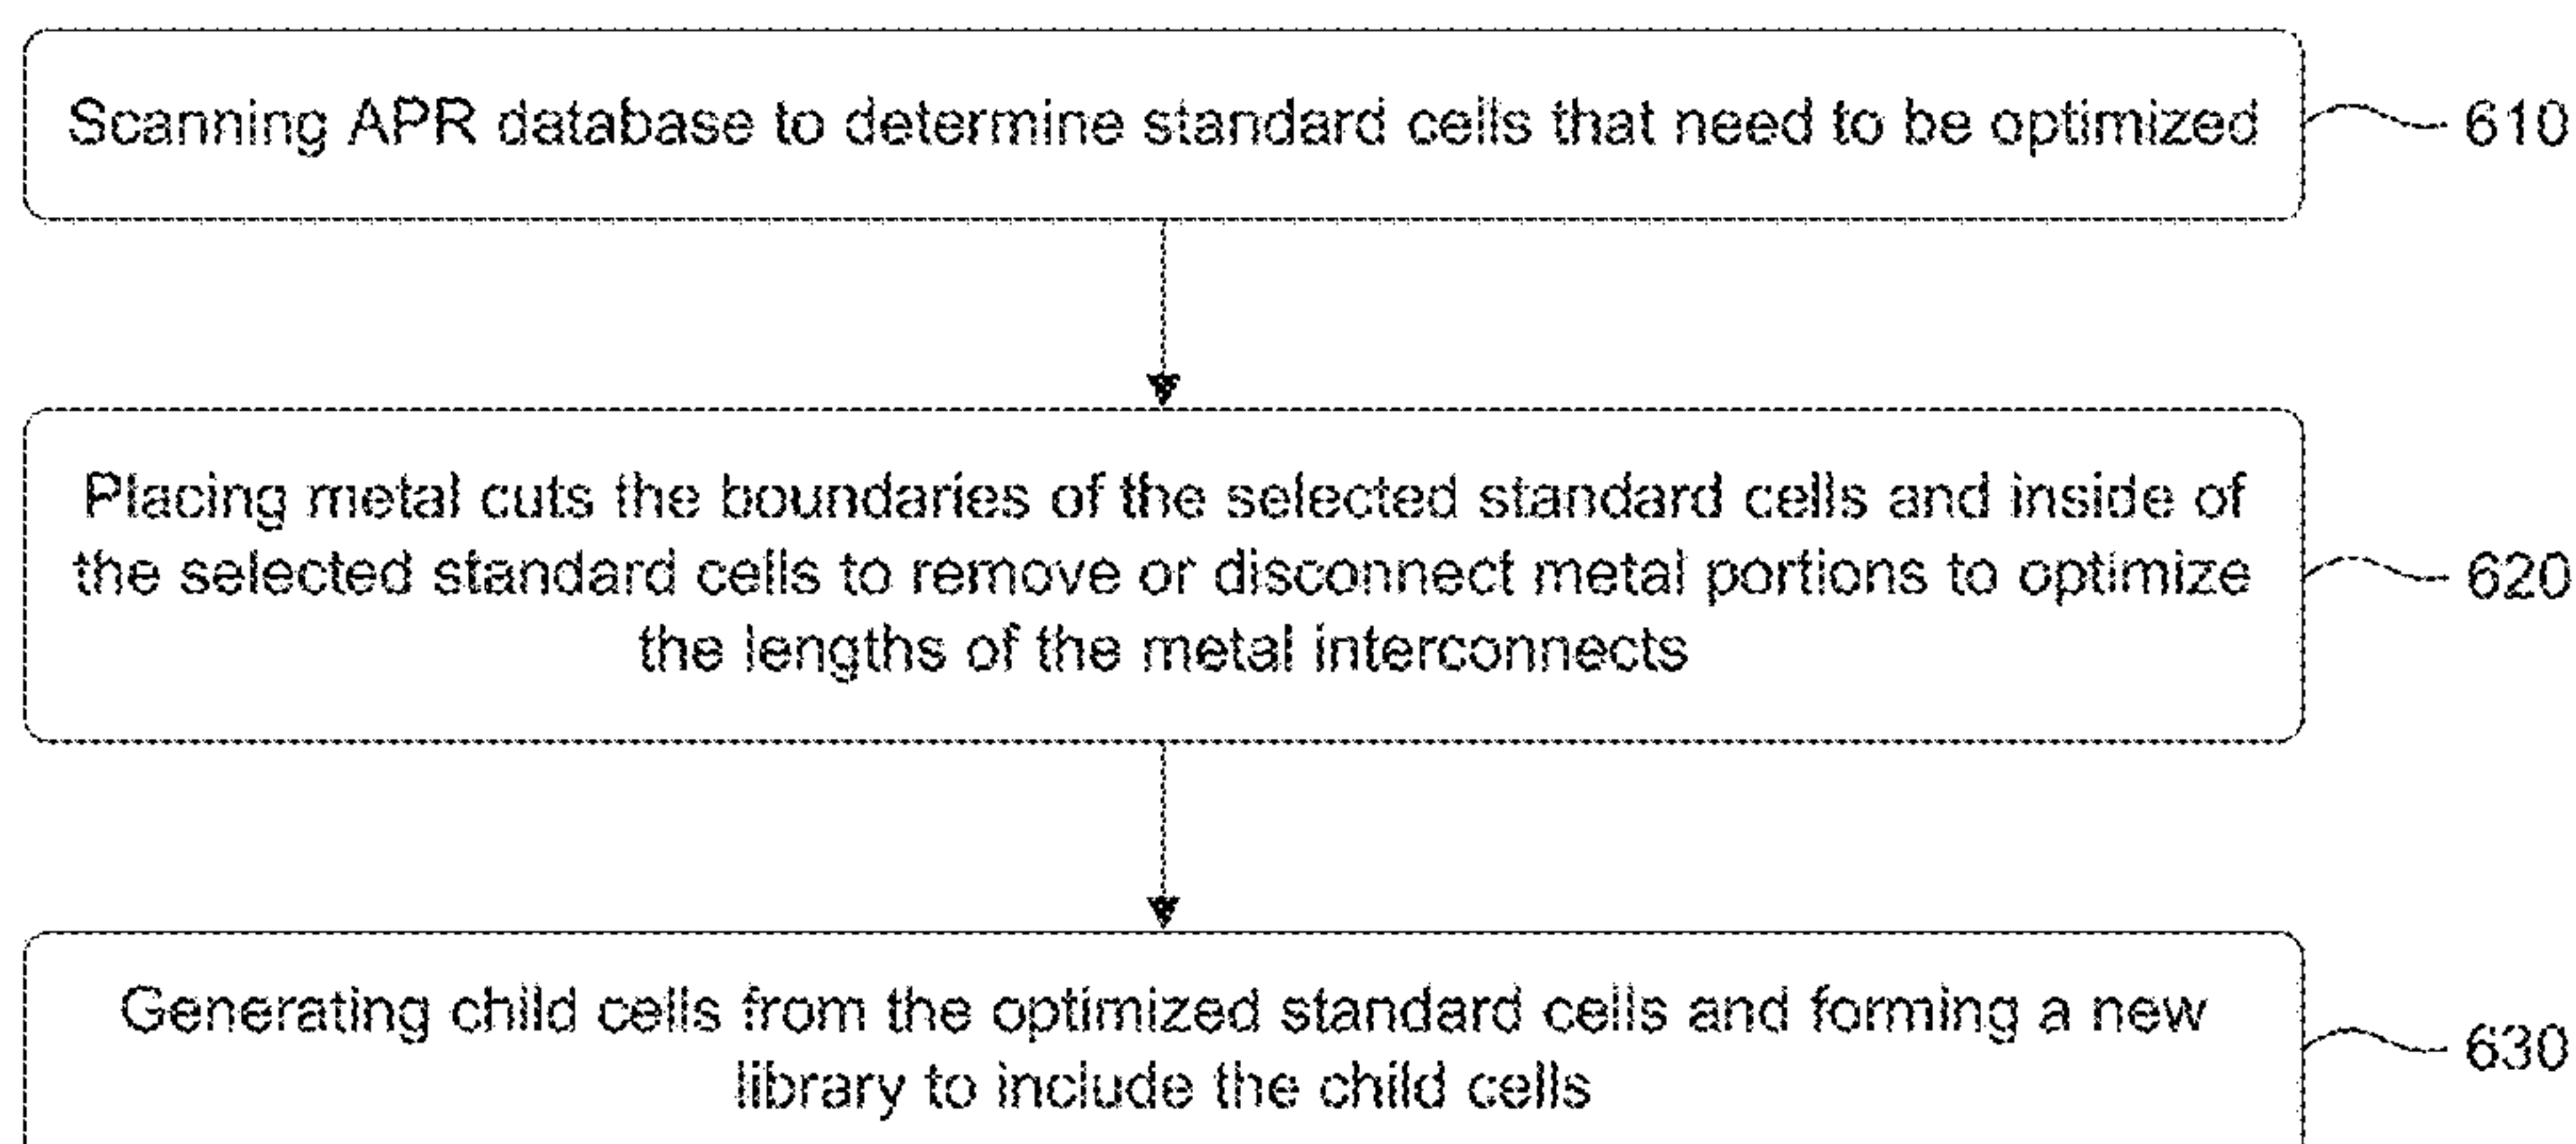 Scanning APR database to determine standard cells that need to be optimized
610
Placing metal cuts the boundaries of the selected standard cells and inside of
the selected standard cells to remove or disconnect metal portions to optimize
620
the lengths of the metal interconnects
Generating child cells from the optimized standard cells and forming a new
630
library to include the child cells